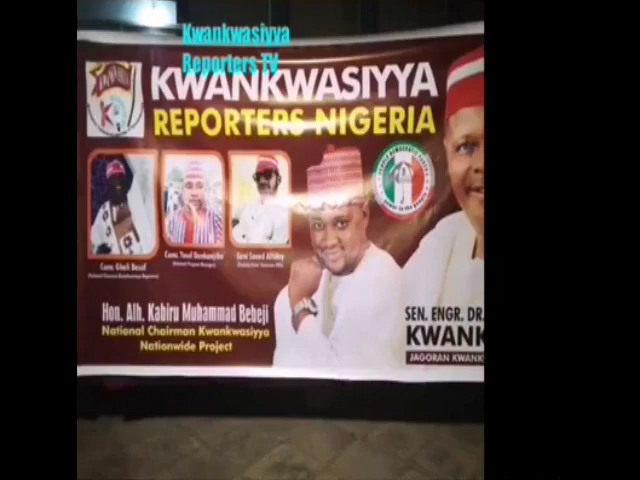 Kwankwasiyya
Reporters TV
KWANKWASIYYA
REPORTERS NIGERIA
Hon. Alh. Kabiru Muhammad Bebeji
National Chairman Kwankwasiyya
Nationwide Project
SEN. ENGR. DR.
KWANK
JAGORAN KWANK